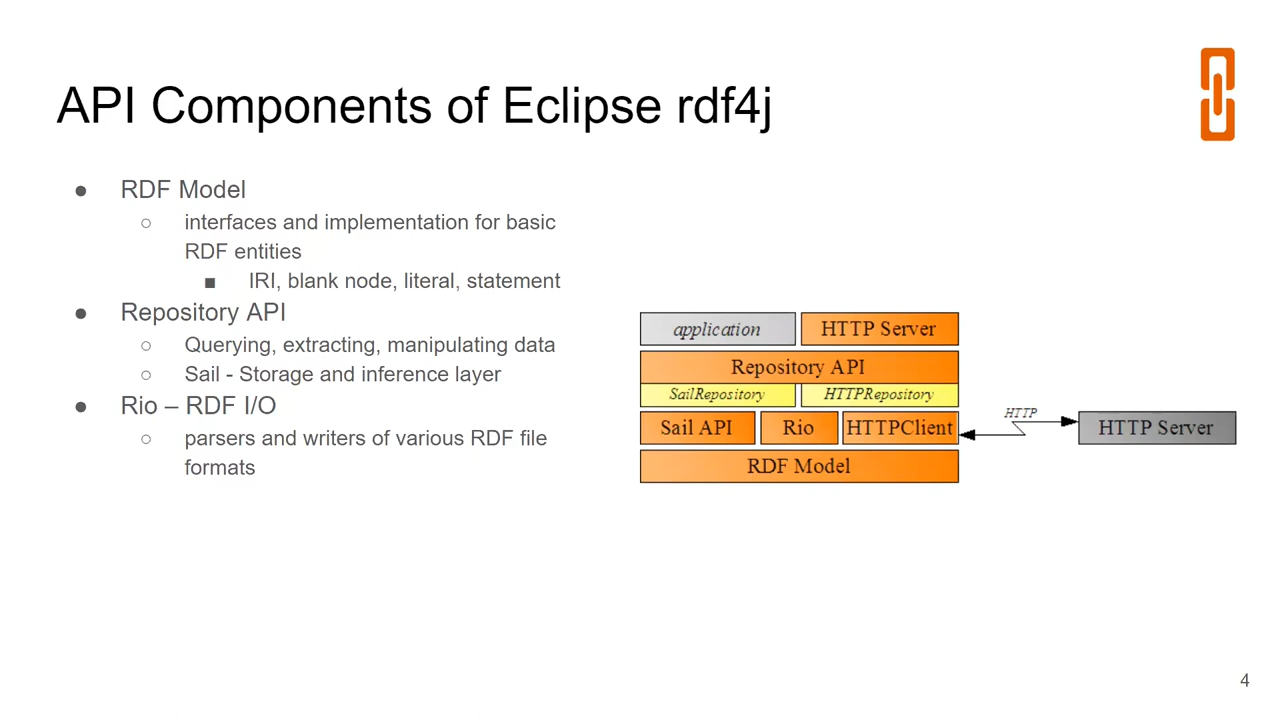 API Components of Eclipse rdf4j
● RDF Model
○ interfaces and implementation for basic
RDF entities
■ IRI, blank node, literal, statement
● Repository API
○ Querying, extracting, manipulating data
○ Sail - Storage and inference layer
● Rio – RDF I/O
○ parsers and writers of various RDF file
formats
application HTTP Server
Repository API
SailRepository HTTPRepository
Sail API Rio HTTPClient HTTP HTTP Server
RDF Model
4